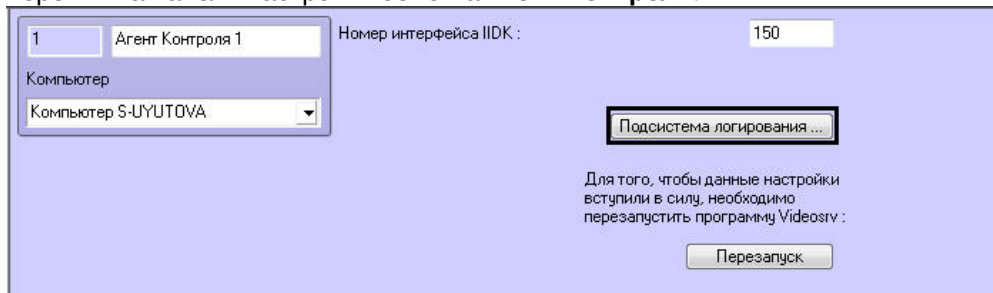 1
Агент Контроля 1
Номер интерфейса IIDK :
150
Компьютер
Компьютер S-UYUTOVA
Подсистема логирования ...
Для того, чтобы данные настройки
вступили в силу, необходимо
перезапустить программу Videosrv :
Перезапуск